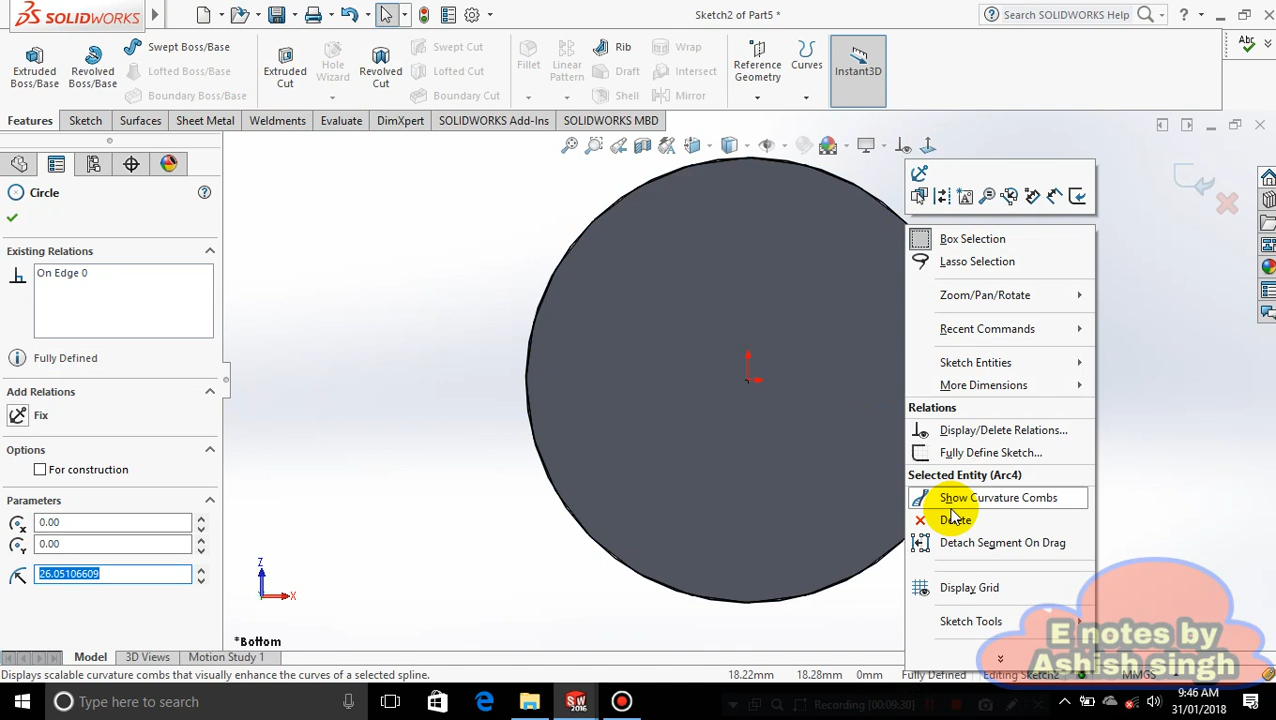 SOLIDWORKS
Sketch2 of Part5 *
Search SOLIDWORKS Help
Extruded Boss/Base
Revolved Boss/Base
Swept Boss/Base
Lofted Boss/Base
Boundary Boss/Base
Extruded Cut
Hole Wizard
Revolved Cut
Swept Cut
Lofted Cut
Boundary Cut
Fillet
Linear Pattern
Rib
Draft
Shell
Wrap
Intersect
Mirror
Reference Geometry
Curves
Instant3D
Abc
Features
Sketch
Surfaces
Sheet Metal
Weldments
Evaluate
DimXpert
SOLIDWORKS Add-Ins
SOLIDWORKS MBD
Circle
Existing Relations
On Edge 0
Fully Defined
Add Relations
Fix
Options
For construction
Parameters
0.00
0.00
26.05106609
Box Selection
Lasso Selection
Zoom/Pan/Rotate
Recent Commands
Sketch Entities
More Dimensions
Relations
Display/Delete Relations...
Fully Define Sketch...
Selected Entity (Arc4)
Show Curvature Combs
Delete
Detach Segment On Drag
Display Grid
Sketch Tools
Z
X
*Bottom
E notes by
Ashish singh
Model
3D Views
Motion Study 1
Displays scalable curvature combs that visually enhance the curves of a selected spline.
18.22mm
18.28mm
0mm
Fully Defined
Editing Sketch2
MMGS
Type here to search
SW
2016
Recording [00:09:30]
9:46 AM
31/01/2018